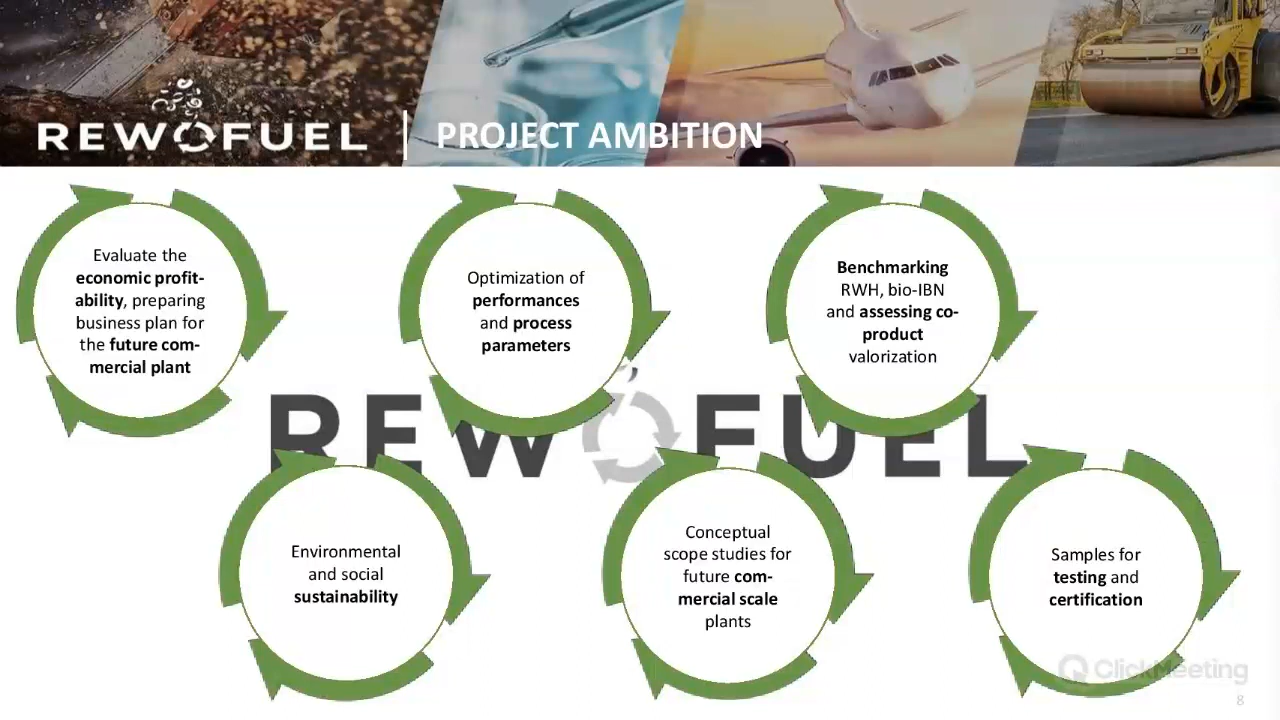 REWOFUEL
PROJECT AMBITION
Evaluate the
economic profit-
ability, preparing
business plan for
the future com-
mercial plant
Optimization of
performances
and process
parameters
Benchmarking
RWH, bio-IBN
and assessing co-
product
valorization
REWOFUEL
Environmental
and social
sustainability
Conceptual
scope studies for
future com-
mercial scale
plants
Samples for
testing and
certification
ClickMeeting
8